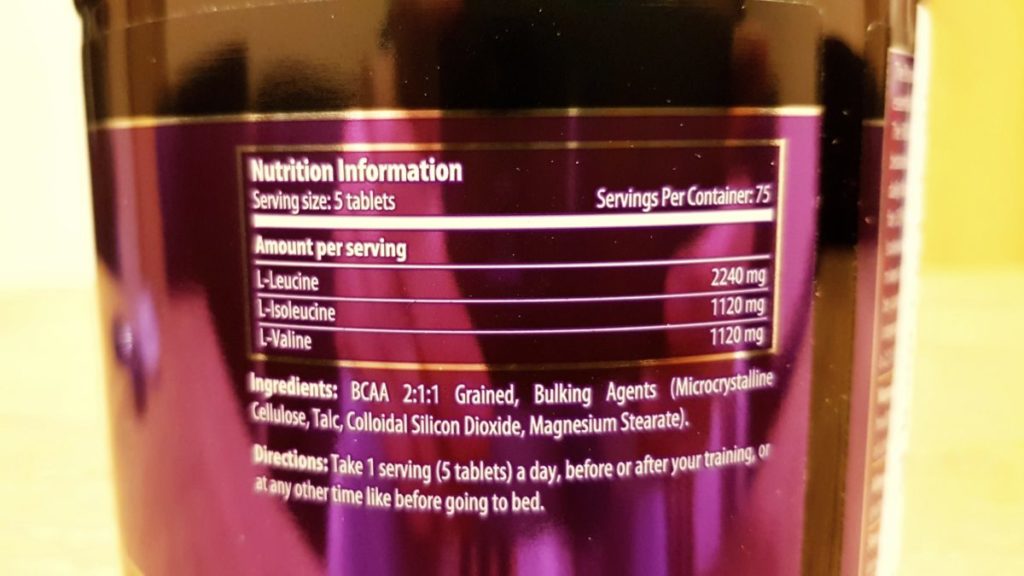 Nutrition Information
Serving size: 5 tablets Servings Per Container: 75
Amount per serving
L-Leucine 2240 mg
L-Isoleucine 1120 mg
L-Valine 1120 mg
Ingredients: BCAA 2:1:1 Grained, Bulking Agents (Microcrystalline
Cellulose, Talc, Colloidal Silicon Dioxide, Magnesium Stearate).
Directions: Take 1 serving (5 tablets) a day, before or after your training, or
at any other time like before going to bed.